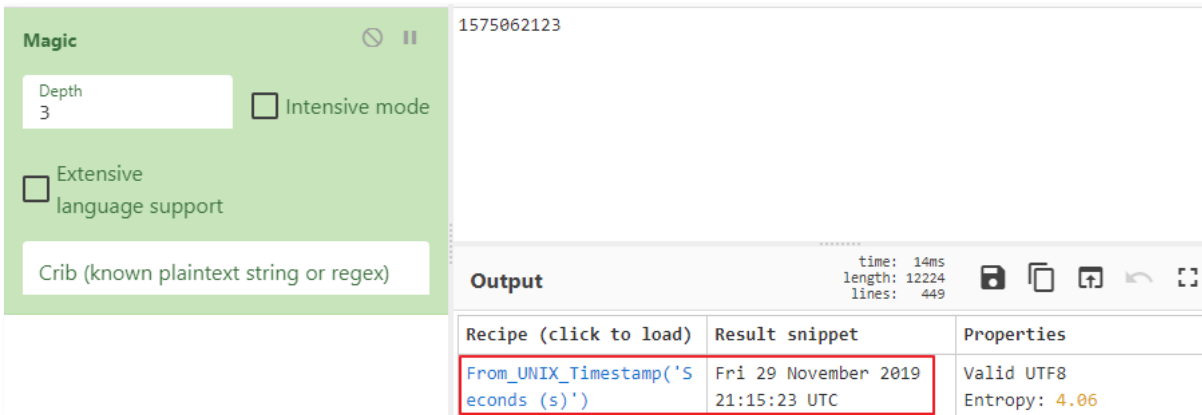 Magic
Depth
3
Intensive mode
Extensive
language support
Crib (known plaintext string or regex)
1575062123
Output
time: 14ms
length: 12224
lines: 449
Recipe (click to load) Result snippet Properties
From_UNIX_Timestamp('S Fri 29 November 2019 Valid UTF8
econds (s)') 21:15:23 UTC Entropy: 4.06